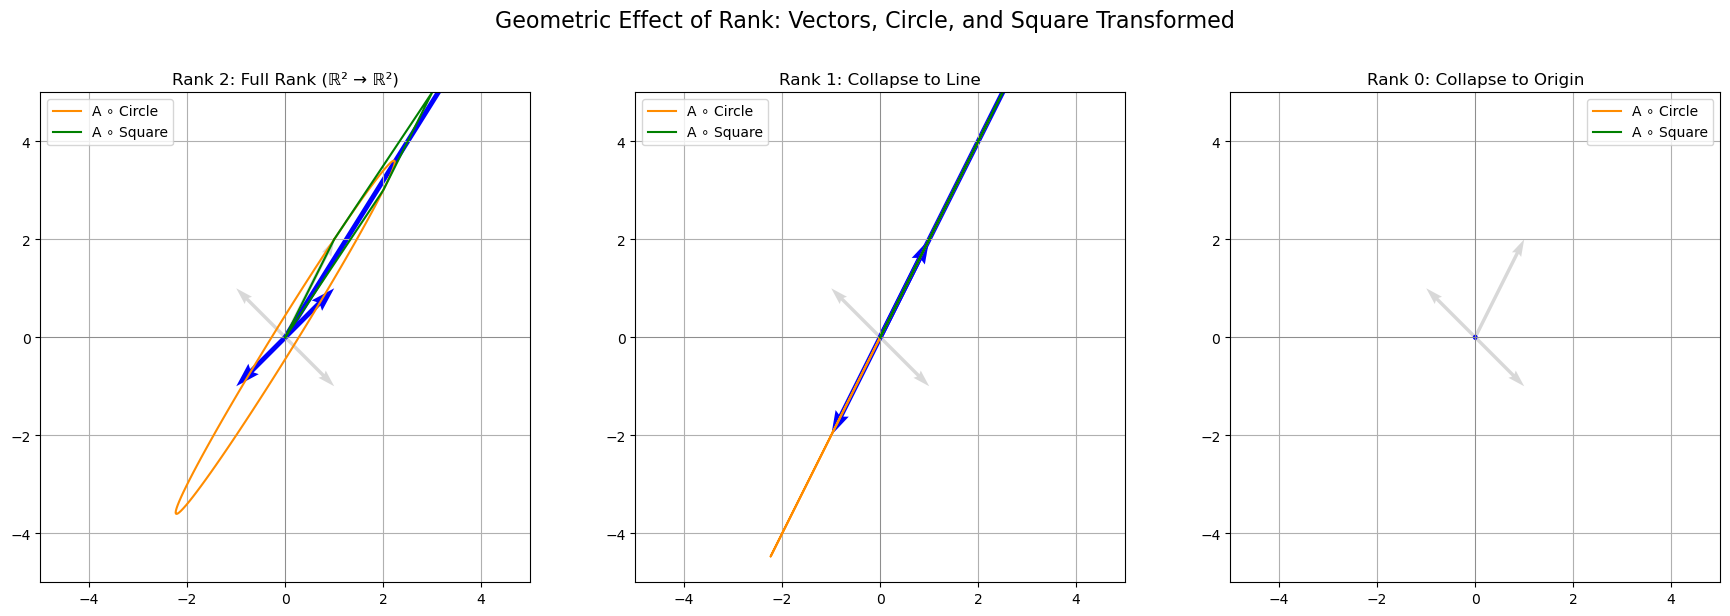 Geometric Effect of Rank: Vectors, Circle, and Square Transformed
Rank 2: Full Rank (ℝ² → ℝ²)
A ∘ Circle
A ∘ Square
4
2
0
−2
−4
−4 −2 0 2 4
Rank 1: Collapse to Line
A ∘ Circle
A ∘ Square
4
2
0
−2
−4
−4 −2 0 2 4
Rank 0: Collapse to Origin
A ∘ Circle
A ∘ Square
4
2
0
−2
−4
−4 −2 0 2 4